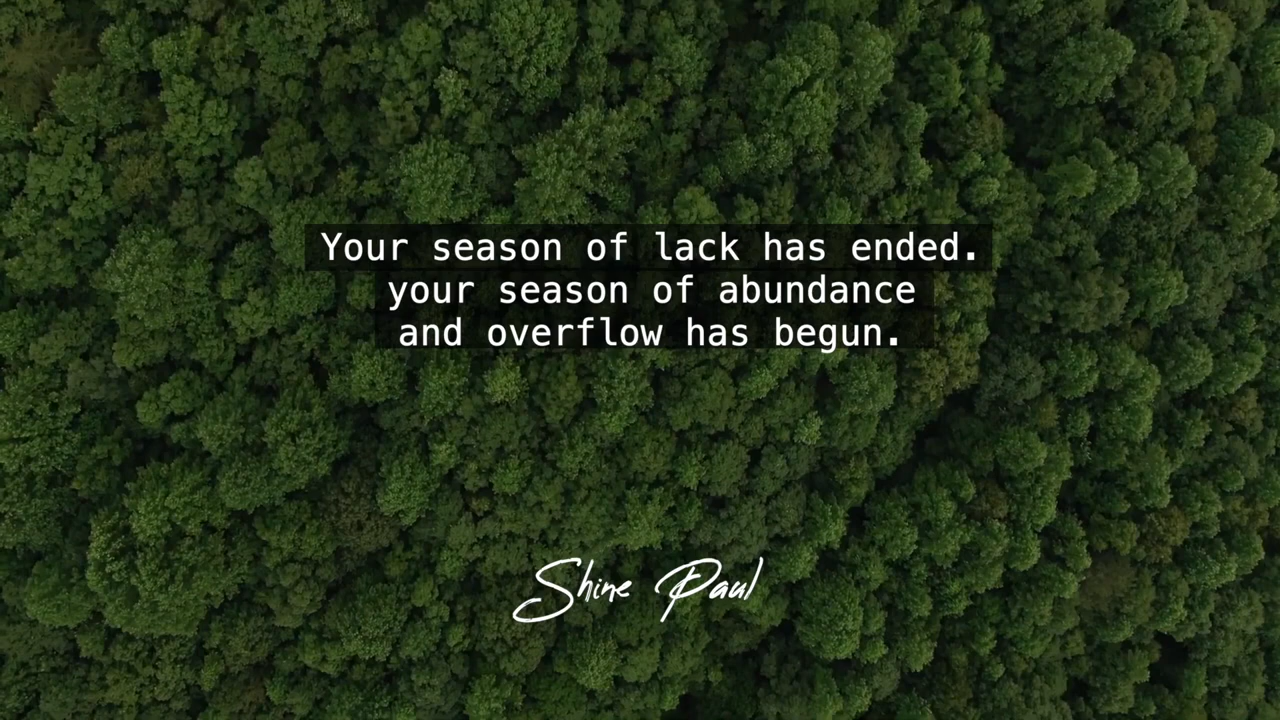 Your season of lack has ended.
your season of abundance
and overflow has begun.
Shine Paul